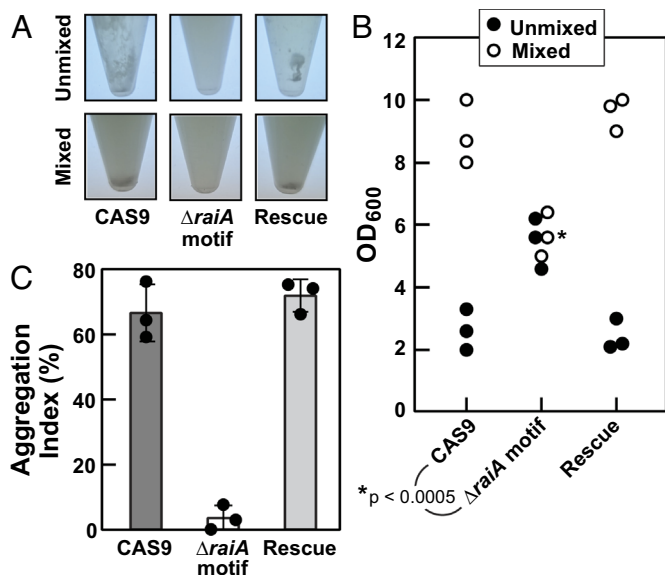 A
Unmixed
Mixed
CAS9
ΔraiA
motif
Rescue
B
Unmixed
Mixed
OD600
12
10
8
6
4
2
0
*
CAS9
ΔraiA motif
Rescue
*p < 0.0005
C
Aggregation
Index (%)
80
60
40
20
0
CAS9
ΔraiA
motif
Rescue